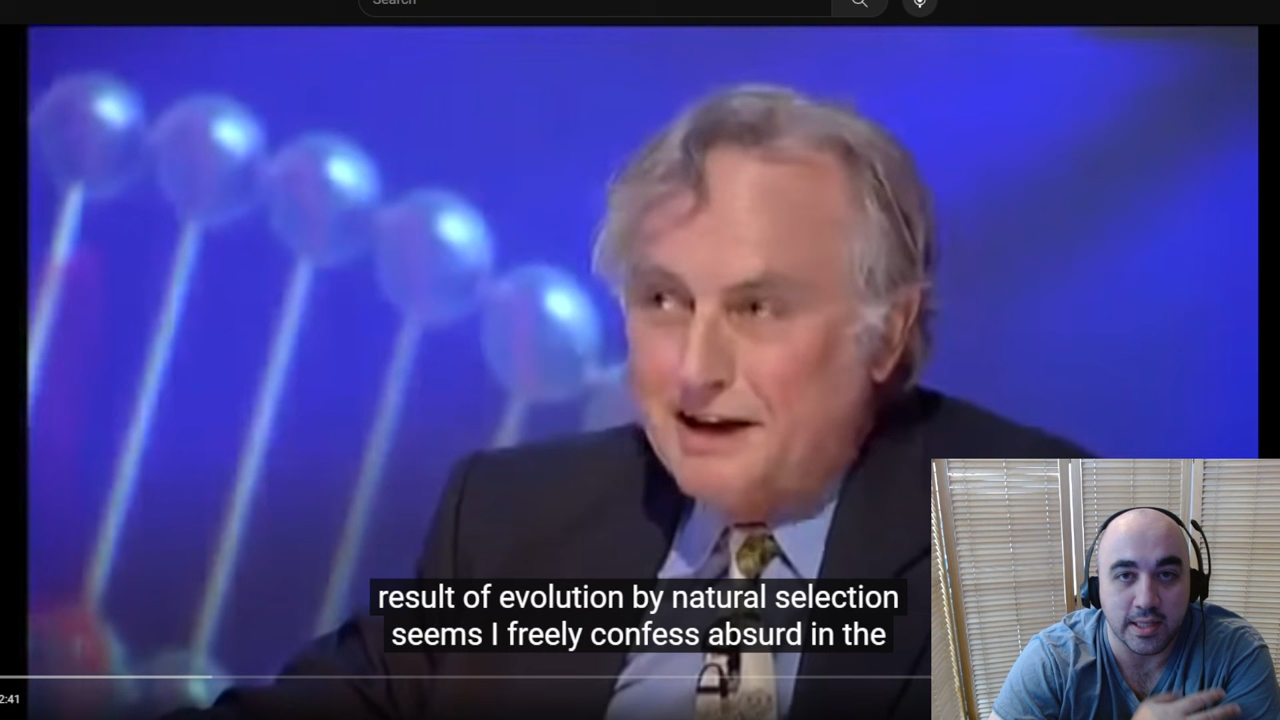 Search
result of evolution by natural selection
seems I freely confess absurd in the
2:41